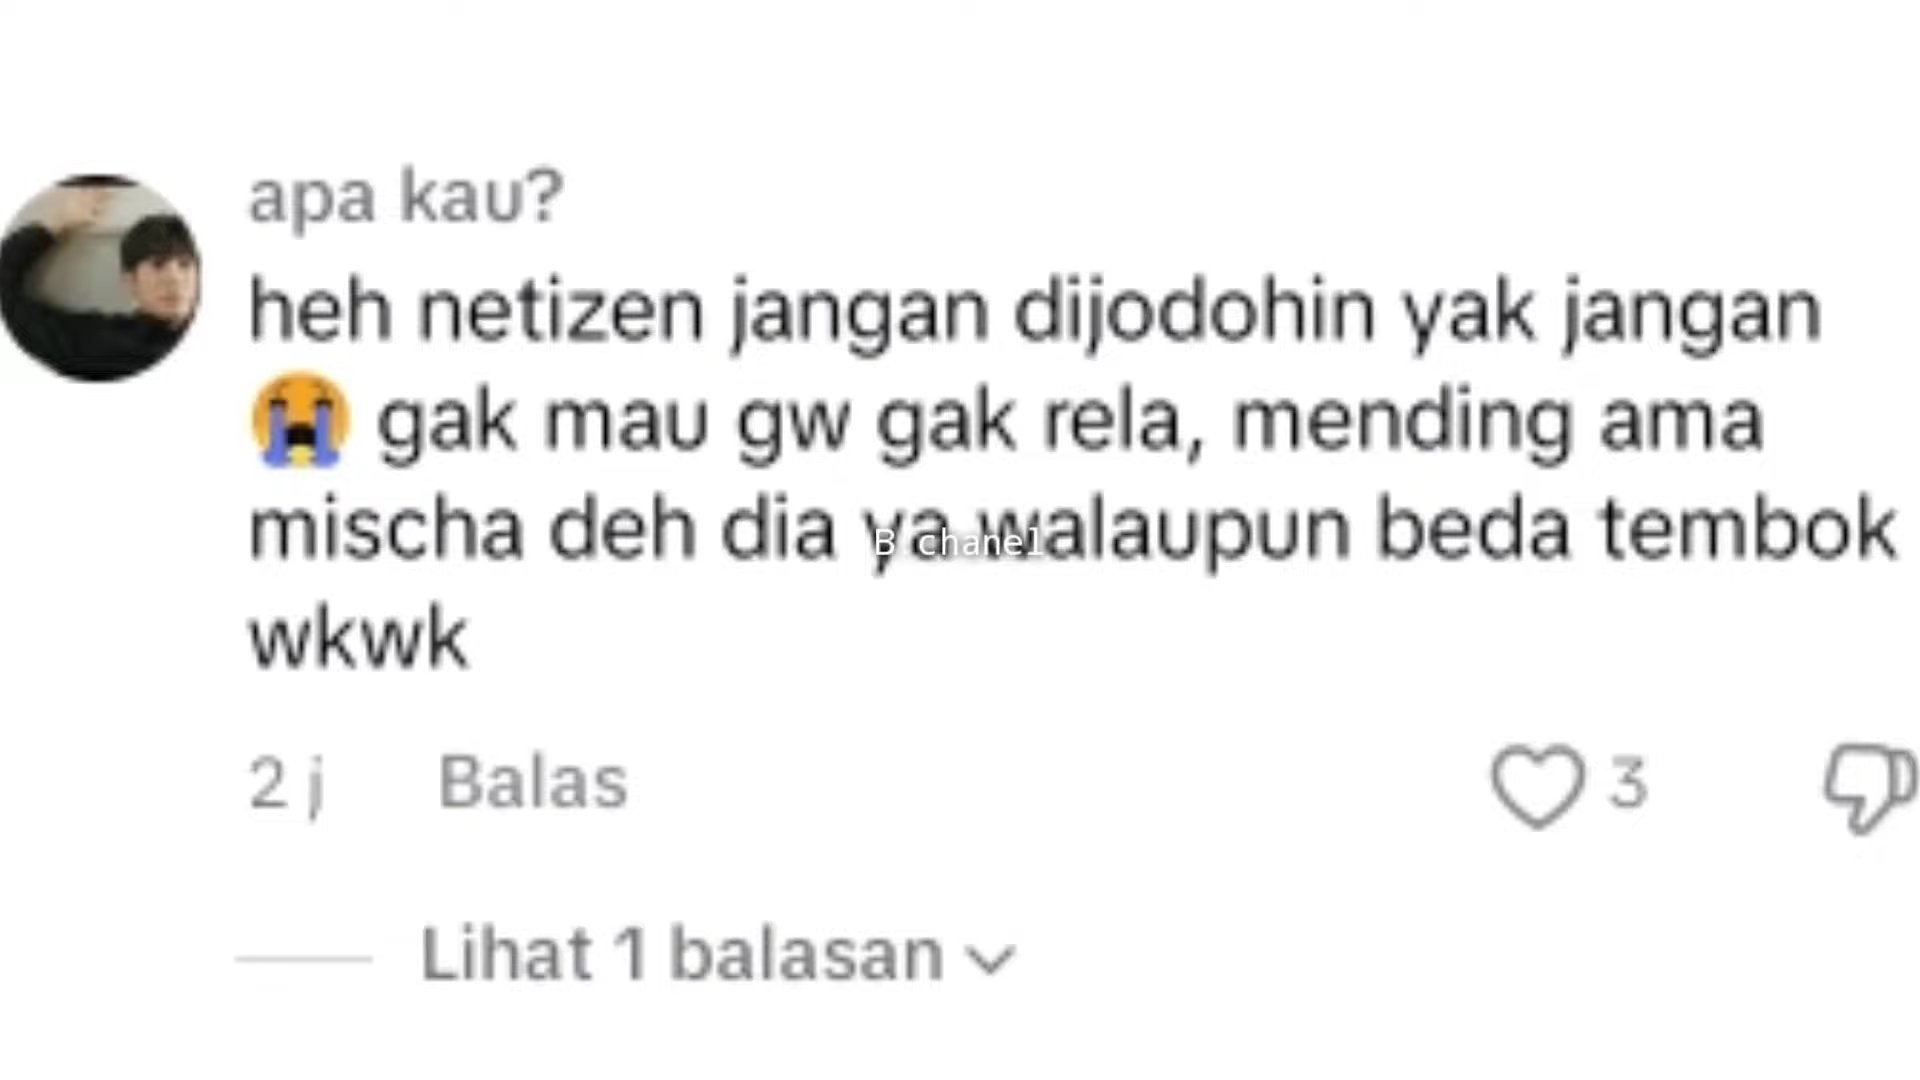 apa kau?
heh netizen jangan dijodohin yak jangan
😭 gak mau gw gak rela, mending ama
mischa deh dia ya walaupun beda tembok
wkwk
B chanel
2 j Balas 3
Lihat 1 balasan